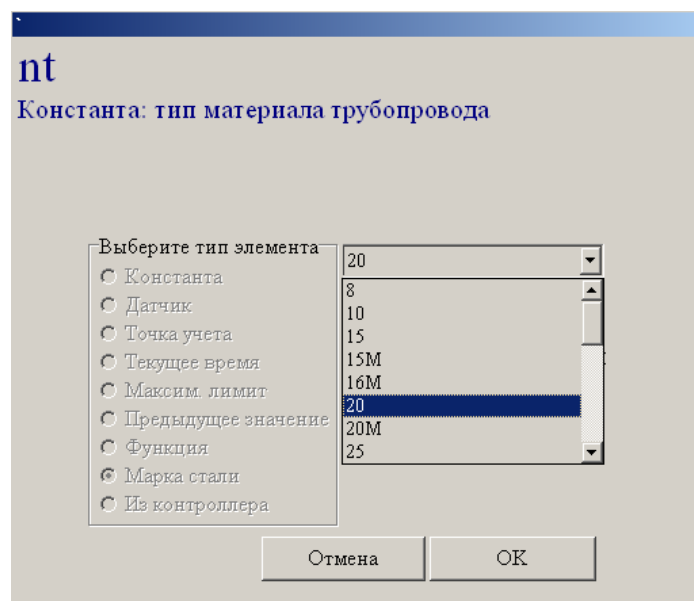 nt
Константа: тип материала трубопровода
Выберите тип элемента
Константа
Датчик
Точка учета
Текущее время
Максим. лимит
Предыдущее значение
Функция
Марка стали
Из контроллера
20
8
10
15
15М
16М
20
20М
25
Отмена
OK